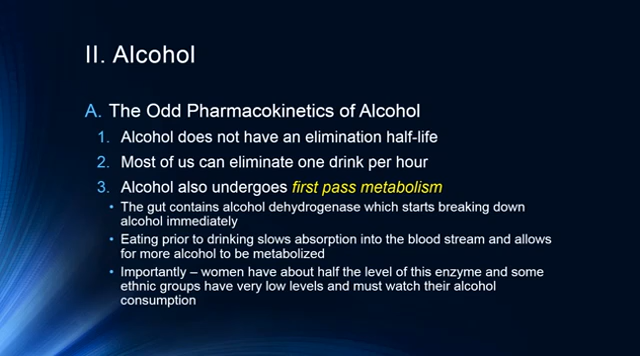 II. Alcohol
A. The Odd Pharmacokinetics of Alcohol
1. Alcohol does not have an elimination half-life
2. Most of us can eliminate one drink per hour
3. Alcohol also undergoes first pass metabolism
• The gut contains alcohol dehydrogenase which starts breaking down
alcohol immediately
• Eating prior to drinking slows absorption into the blood stream and allows
for more alcohol to be metabolized
• Importantly – women have about half the level of this enzyme and some
ethnic groups have very low levels and must watch their alcohol
consumption